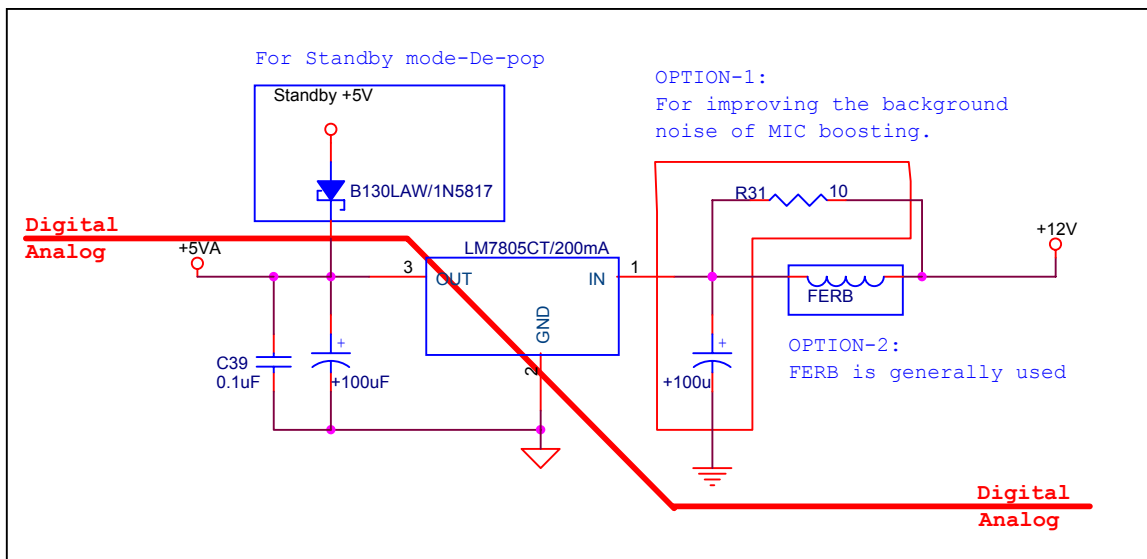 For Standby mode-De-pop
Standby +5V
B130LAW/1N5817
OPTION-1:
For improving the background
noise of MIC boosting.
R31
10
Digital
Analog
+5VA
LM7805CT/200mA
+12V
3
OUT
IN
1
GND
2
FERB
C39
0.1uF
+
+100uF
+
+100u
OPTION-2:
FERB is generally used
Digital
Analog